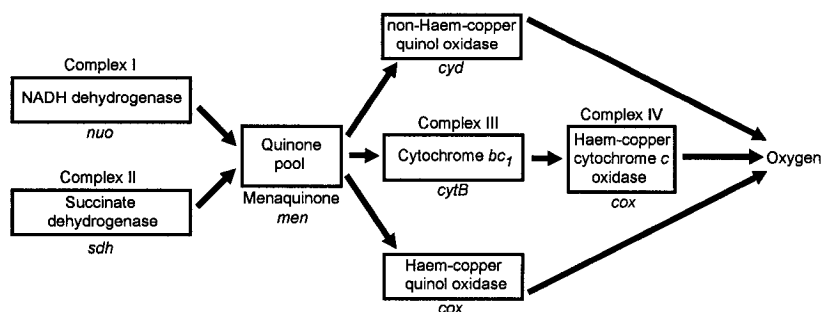 Complex I
NADH dehydrogenase
nuo
Complex II
Succinate
dehydrogenase
sdh
Quinone
pool
Menaquinone
men
non-Haem-copper
quinol oxidase
cyd
Complex III
Cytochrome bc1
cytB
Haem-copper
quinol oxidase
cox
Complex IV
Haem-copper
cytochrome c
oxidase
cox
Oxygen